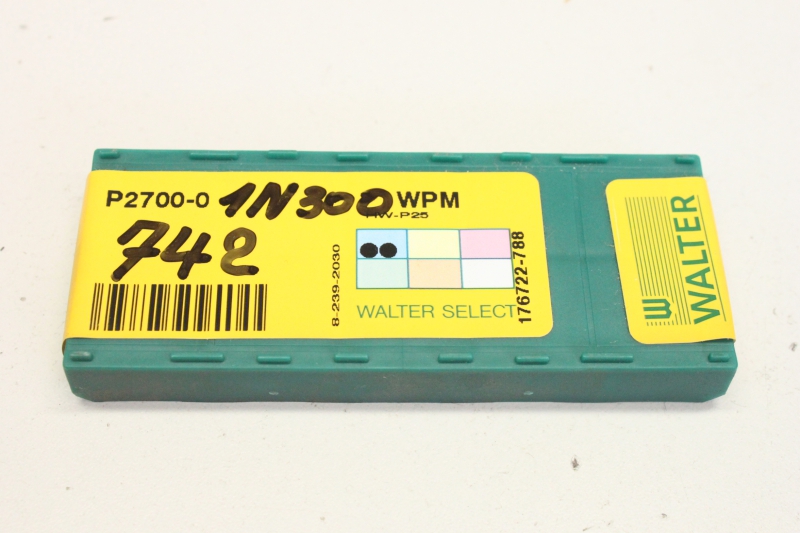 P2700-0 1N300 WPM
HW-P25
742
8-239-2030
WALTER SELECT
176722-788
WALTER